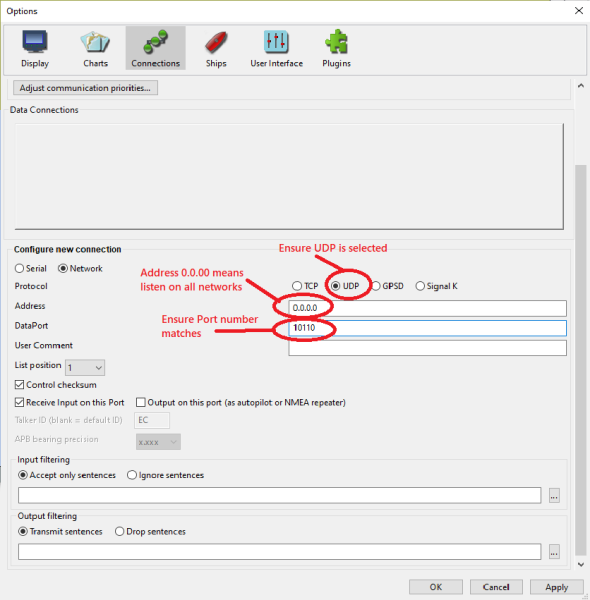 Options
Display Charts Connections Ships User Interface Plugins
Adjust communication priorities...
Data Connections
Configure new connection
Ensure UDP is selected
Serial Network
Address 0.0.00 means
listen on all networks
Protocol TCP UDP GPSD Signal K
Address 0.0.0.0
Ensure Port number
matches
DataPort 10110
User Comment
List position 1
Control checksum
Receive Input on this Port Output on this port (as autopilot or NMEA repeater)
Talker ID (blank = default ID) EC
APB bearing precision x.xxx
Input filtering
Accept only sentences Ignore sentences
...
Output filtering
Transmit sentences Drop sentences
...
OK Cancel Apply